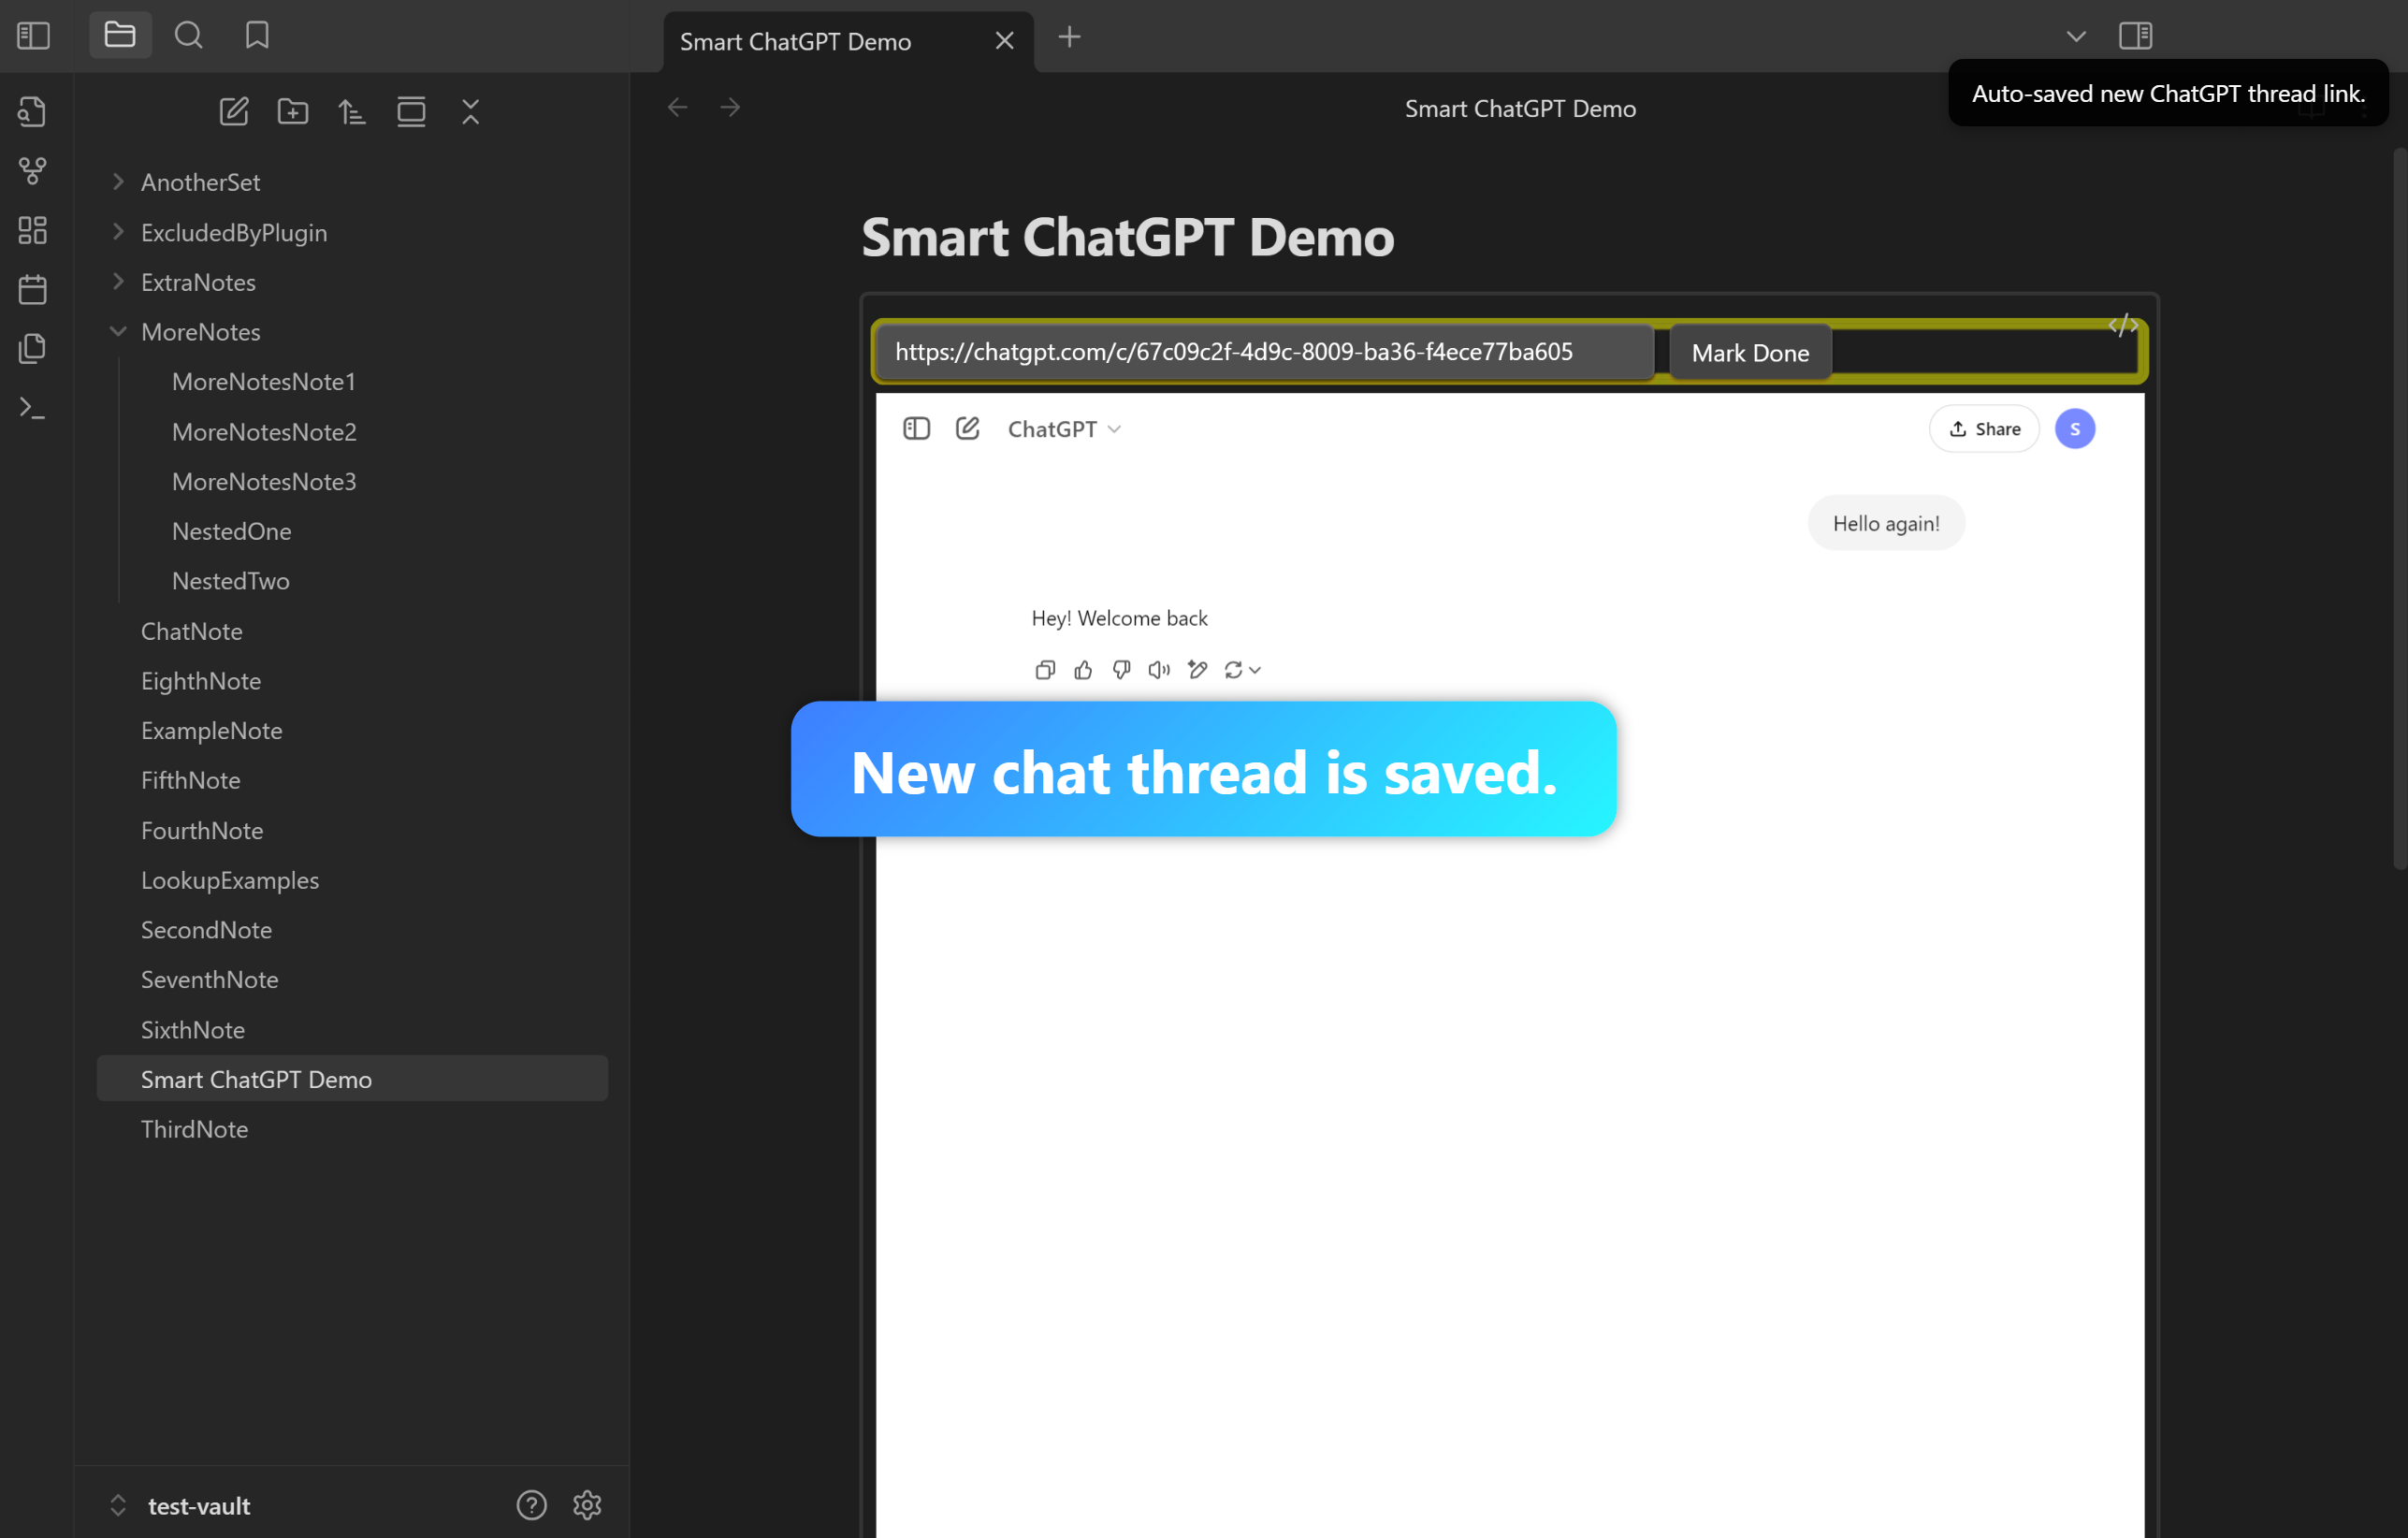 Smart ChatGPT Demo
Auto-saved new ChatGPT thread link.
Smart ChatGPT Demo
AnotherSet
ExcludedByPlugin
ExtraNotes
MoreNotes
MoreNotesNote1
MoreNotesNote2
MoreNotesNote3
NestedOne
NestedTwo
ChatNote
EighthNote
ExampleNote
FifthNote
FourthNote
LookupExamples
SecondNote
SeventhNote
SixthNote
Smart ChatGPT Demo
ThirdNote
test-vault
Smart ChatGPT Demo
https://chatgpt.com/c/67c09c2f-4d9c-8009-ba36-f4ece77ba605
Mark Done
ChatGPT
Share
S
Hello again!
Hey! Welcome back
New chat thread is saved.